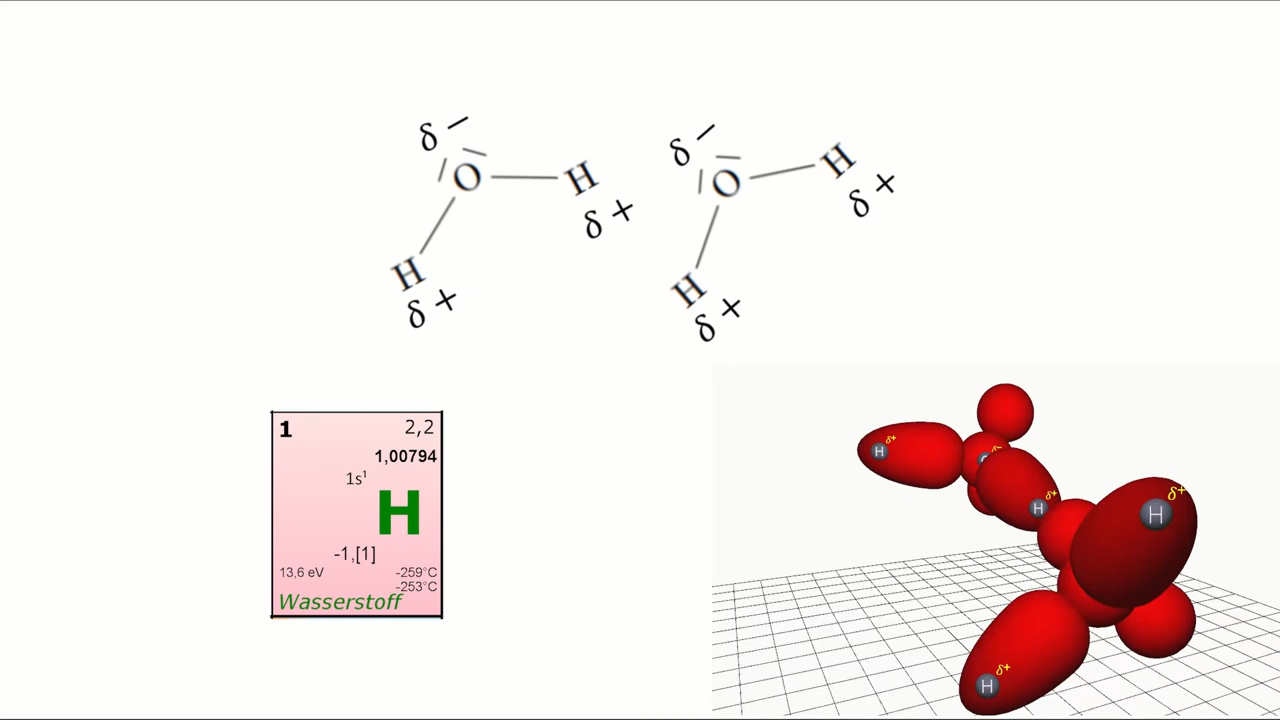 δ −
O
H
δ +
H
δ +
δ −
O
H
δ +
H
δ +
1
2,2
1,00794
1s¹
H
-1,[1]
13,6 eV
-259°C
-253°C
Wasserstoff
H δ+
δ-
H δ+
H δ+
H δ+